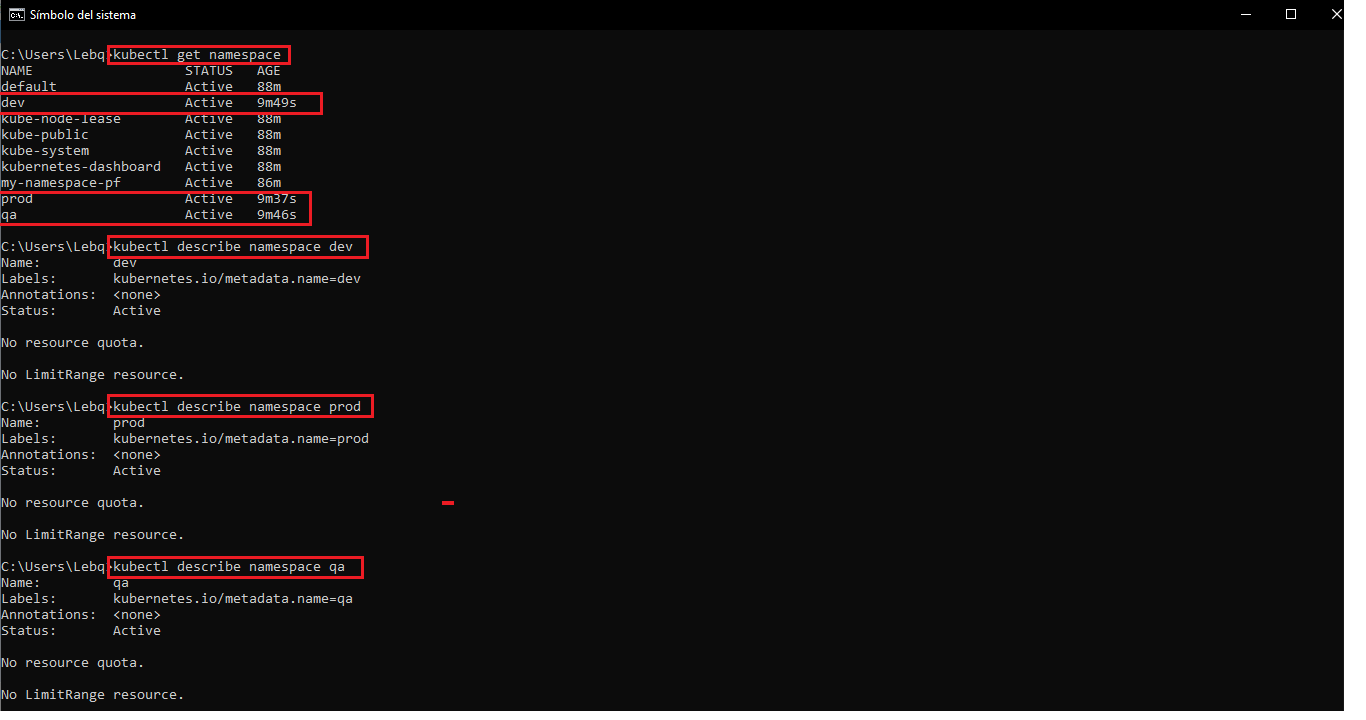 Símbolo del sistema
C:\Users\Lebq>kubectl get namespace
NAME                   STATUS   AGE
default                Active   88m
dev                    Active   9m49s
kube-node-lease        Active   88m
kube-public            Active   88m
kube-system            Active   88m
kubernetes-dashboard   Active   88m
my-namespace-pf        Active   86m
prod                   Active   9m37s
qa                     Active   9m46s
C:\Users\Lebq>kubectl describe namespace dev
Name:         dev
Labels:       kubernetes.io/metadata.name=dev
Annotations:  <none>
Status:       Active
No resource quota.
No LimitRange resource.
C:\Users\Lebq>kubectl describe namespace prod
Name:         prod
Labels:       kubernetes.io/metadata.name=prod
Annotations:  <none>
Status:       Active
No resource quota.
No LimitRange resource.
C:\Users\Lebq>kubectl describe namespace qa
Name:         qa
Labels:       kubernetes.io/metadata.name=qa
Annotations:  <none>
Status:       Active
No resource quota.
No LimitRange resource.